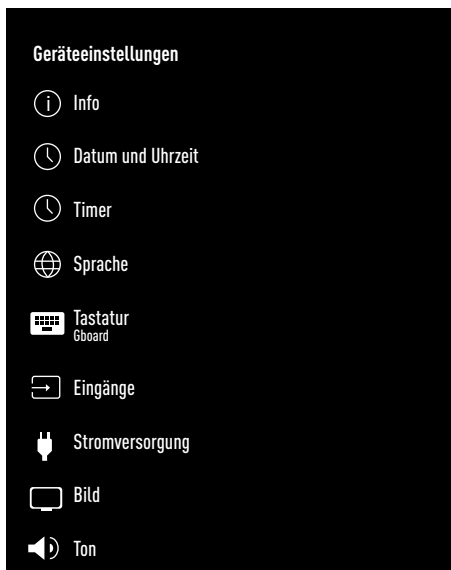 Geräteeinstellungen
Info
Datum und Uhrzeit
Timer
Sprache
Tastatur
Gboard
Eingänge
Stromversorgung
Bild
Ton